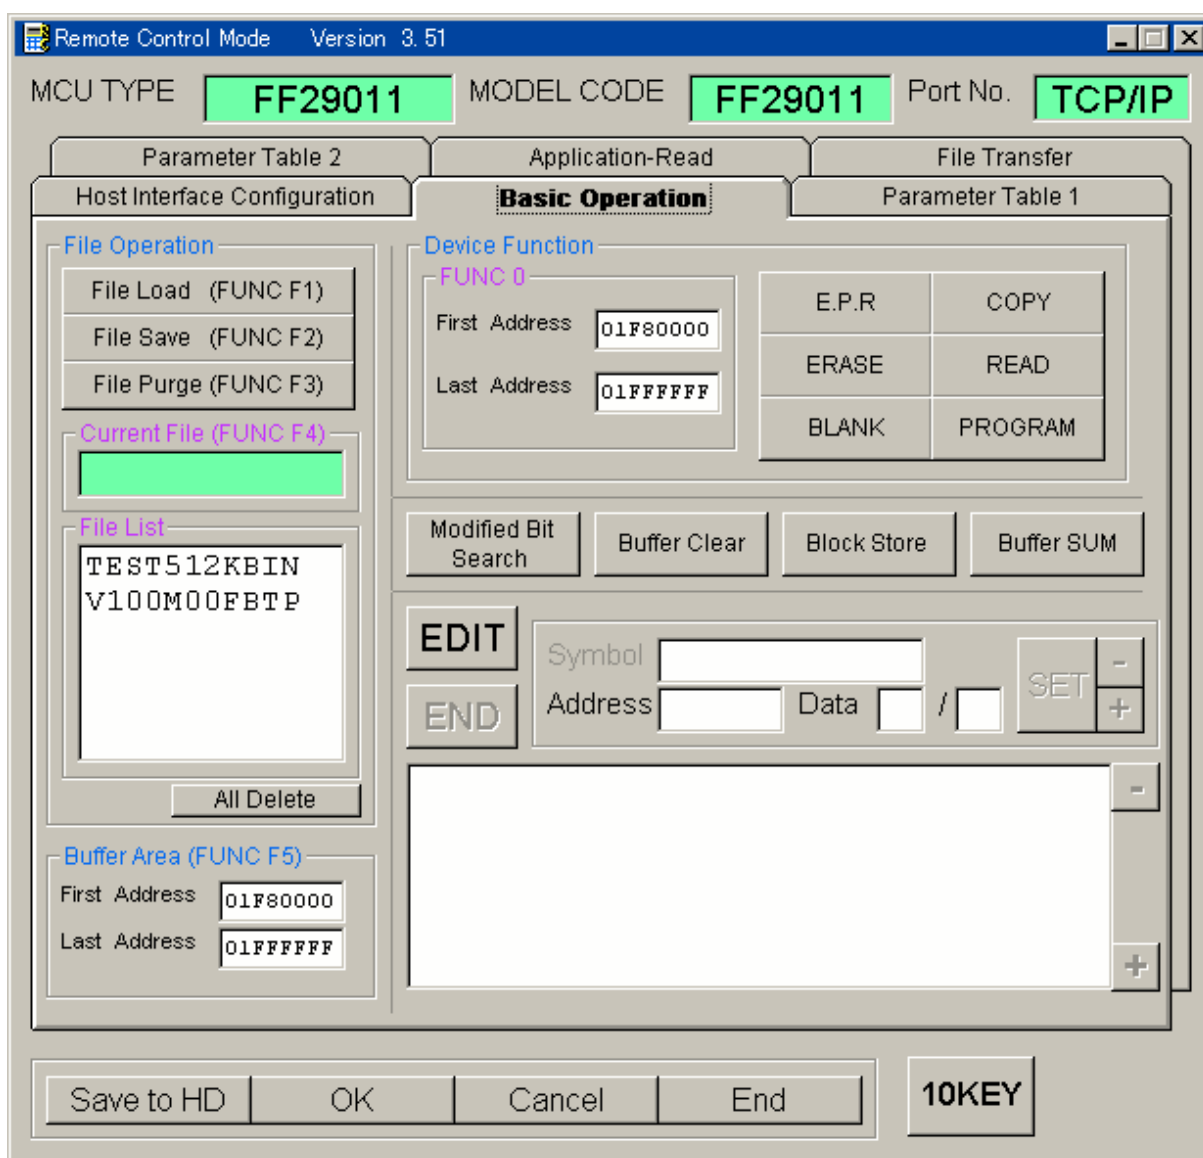 Remote Control Mode Version 3.51
MCU TYPE FF29011 MODEL CODE FF29011 Port No. TCP/IP
Parameter Table 2 Application-Read File Transfer
Host Interface Configuration Basic Operation Parameter Table 1
File Operation
File Load (FUNC F1)
File Save (FUNC F2)
File Purge (FUNC F3)
Current File (FUNC F4)
File List
TEST512KBIN
V100M00FBTP
All Delete
Buffer Area (FUNC F5)
First Address 01F80000
Last Address 01FFFFFF
Device Function
FUNC 0
First Address 01F80000
Last Address 01FFFFFF
E.P.R COPY
ERASE READ
BLANK PROGRAM
Modified Bit
Search
Buffer Clear
Block Store
Buffer SUM
EDIT
END
Symbol
Address Data /
SET
-
+
-
+
Save to HD OK Cancel End
10KEY